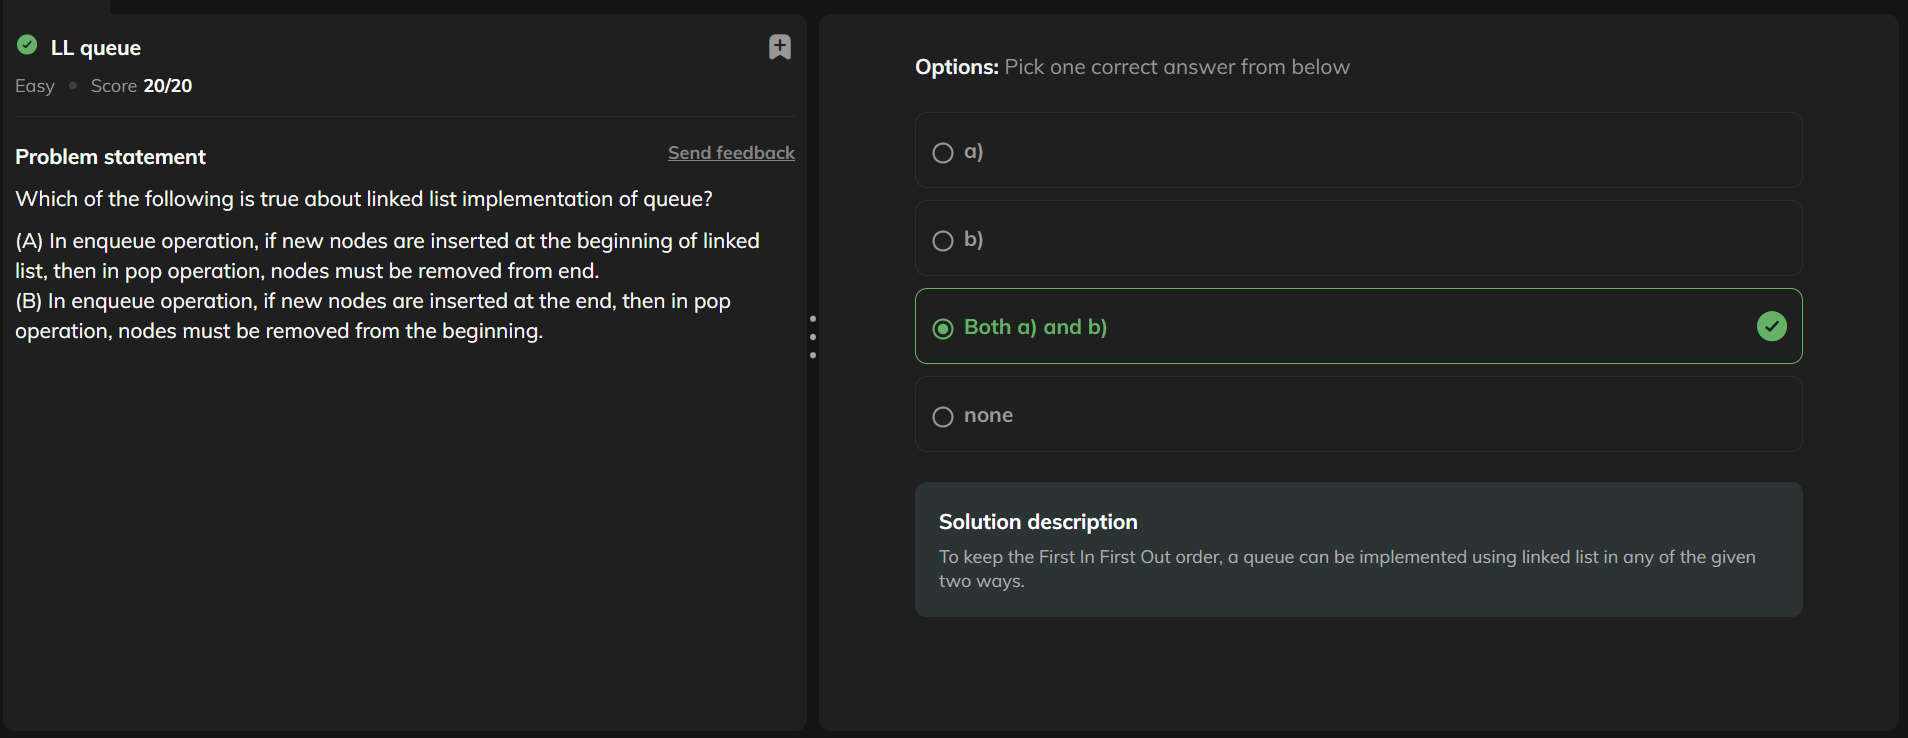 LL queue
Easy • Score 20/20
Problem statement
Send feedback
Which of the following is true about linked list implementation of queue?
(A) In enqueue operation, if new nodes are inserted at the beginning of linked
list, then in pop operation, nodes must be removed from end.
(B) In enqueue operation, if new nodes are inserted at the end, then in pop
operation, nodes must be removed from the beginning.
Options: Pick one correct answer from below
a)
b)
Both a) and b)
none
Solution description
To keep the First In First Out order, a queue can be implemented using linked list in any of the given
two ways.